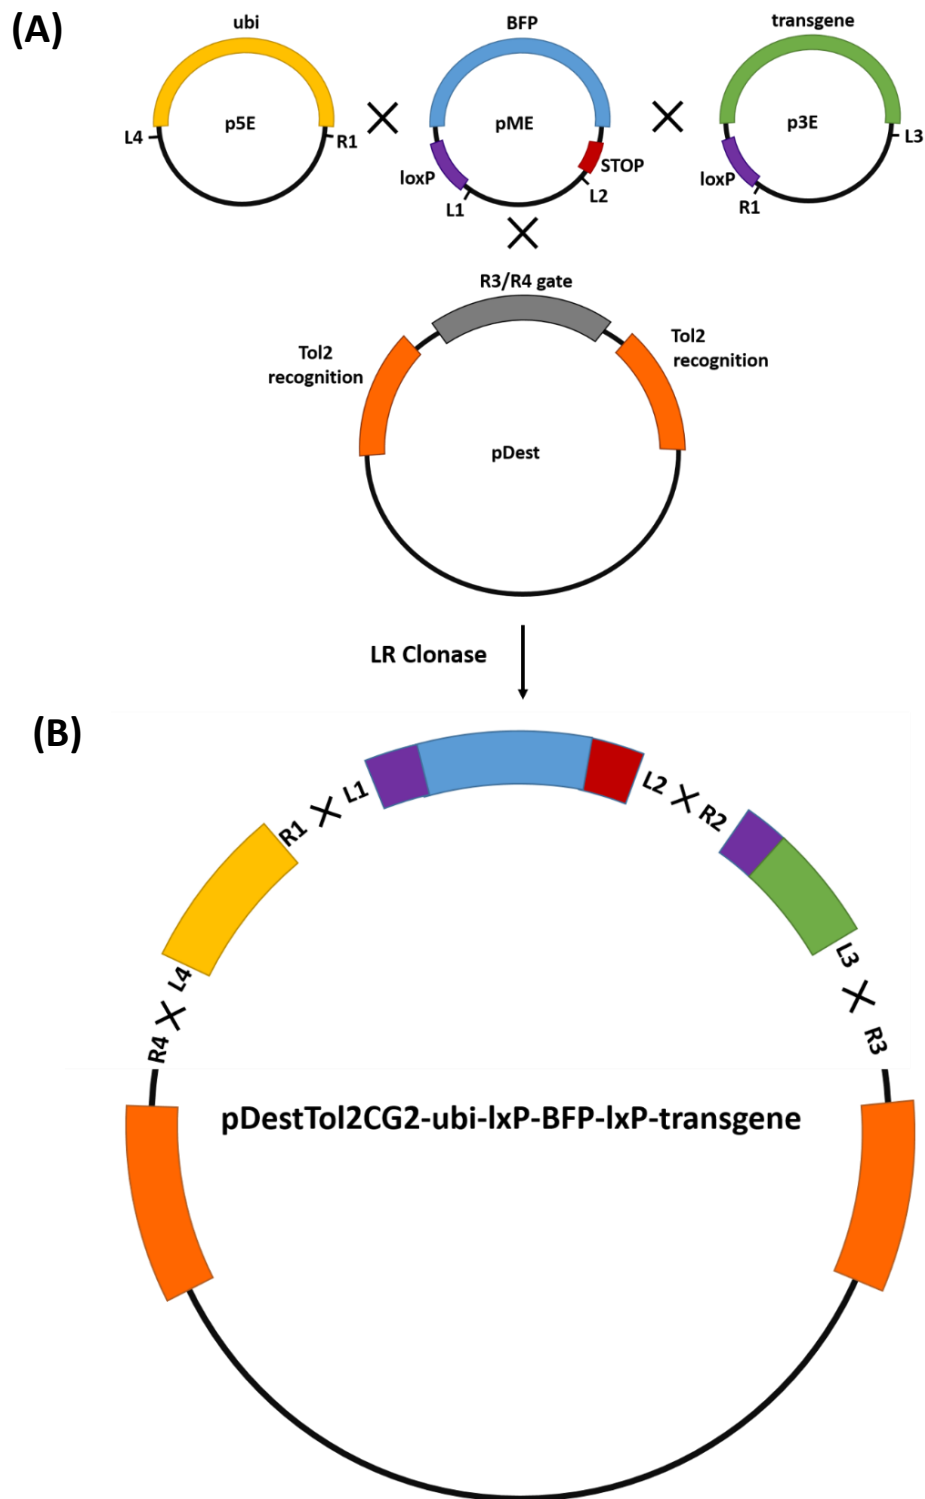 (A)
ubi
BFP
transgene
p5E
pME
p3E
L4
R1
loxP
STOP
L1
L2
loxP
R1
L3
R3/R4 gate
Tol2
recognition
Tol2
recognition
pDest
LR Clonase
(B)
R4
L4
R1
L1
L2
R2
L3
R3
pDestTol2CG2-ubi-lxP-BFP-lxP-transgene